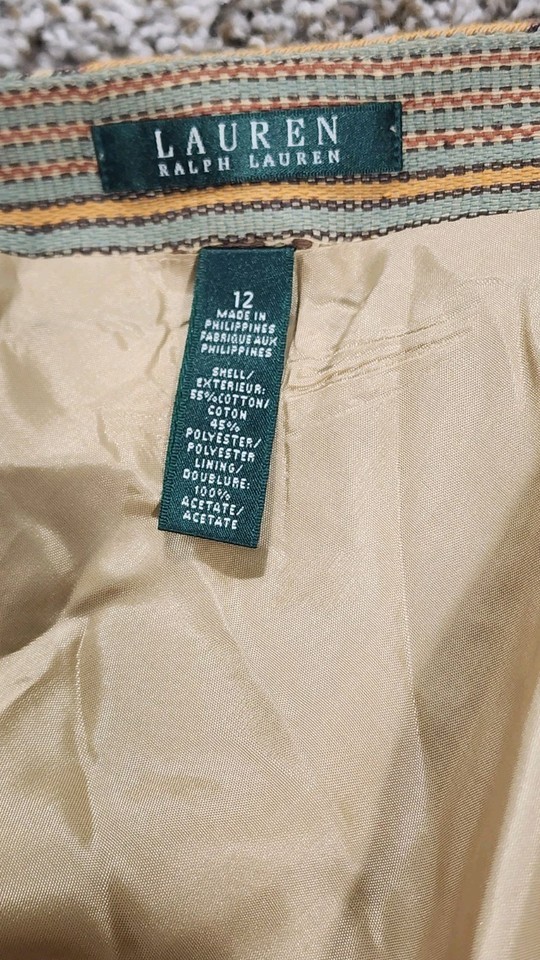 LAUREN
RALPH LAUREN
12
MADE IN
PHILIPPINES
FABRIQUE AUX
PHILIPPINES
SHELL/
EXTERIEUR:
55%COTTON/
COTON
45%
POLYESTER/
POLYESTER
LINING/
DOUBLURE:
100%
ACETATE/
ACETATE